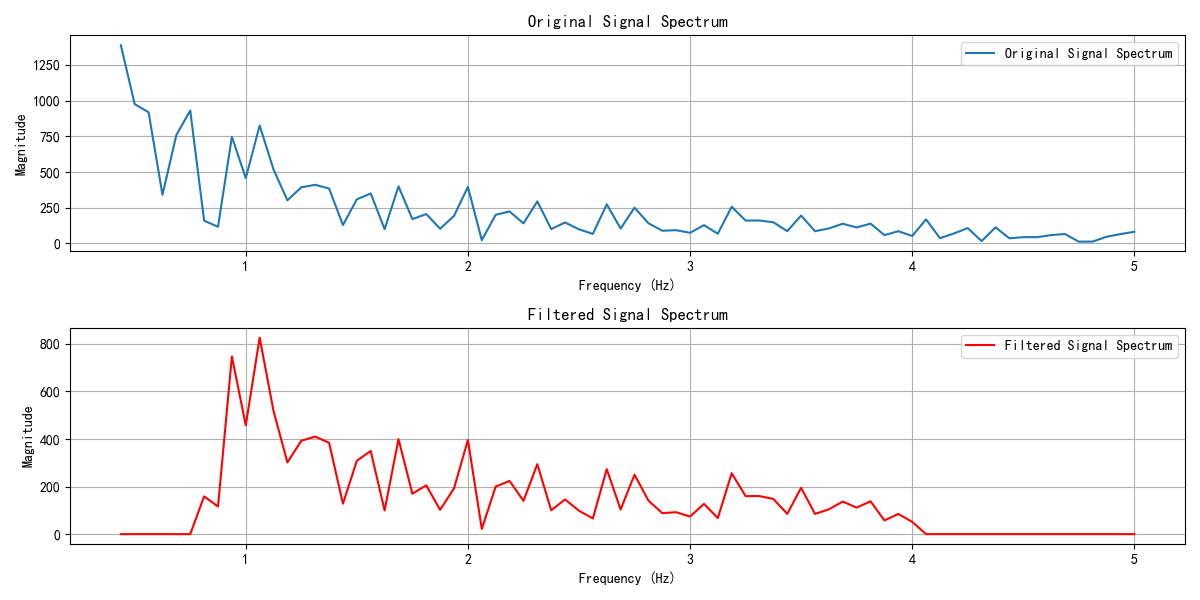 Original Signal Spectrum
1250
1000
750
500
250
0
Magnitude
Original Signal Spectrum
1 2 3 4 5
Frequency (Hz)
Filtered Signal Spectrum
800
600
400
200
0
Magnitude
Filtered Signal Spectrum
1 2 3 4 5
Frequency (Hz)